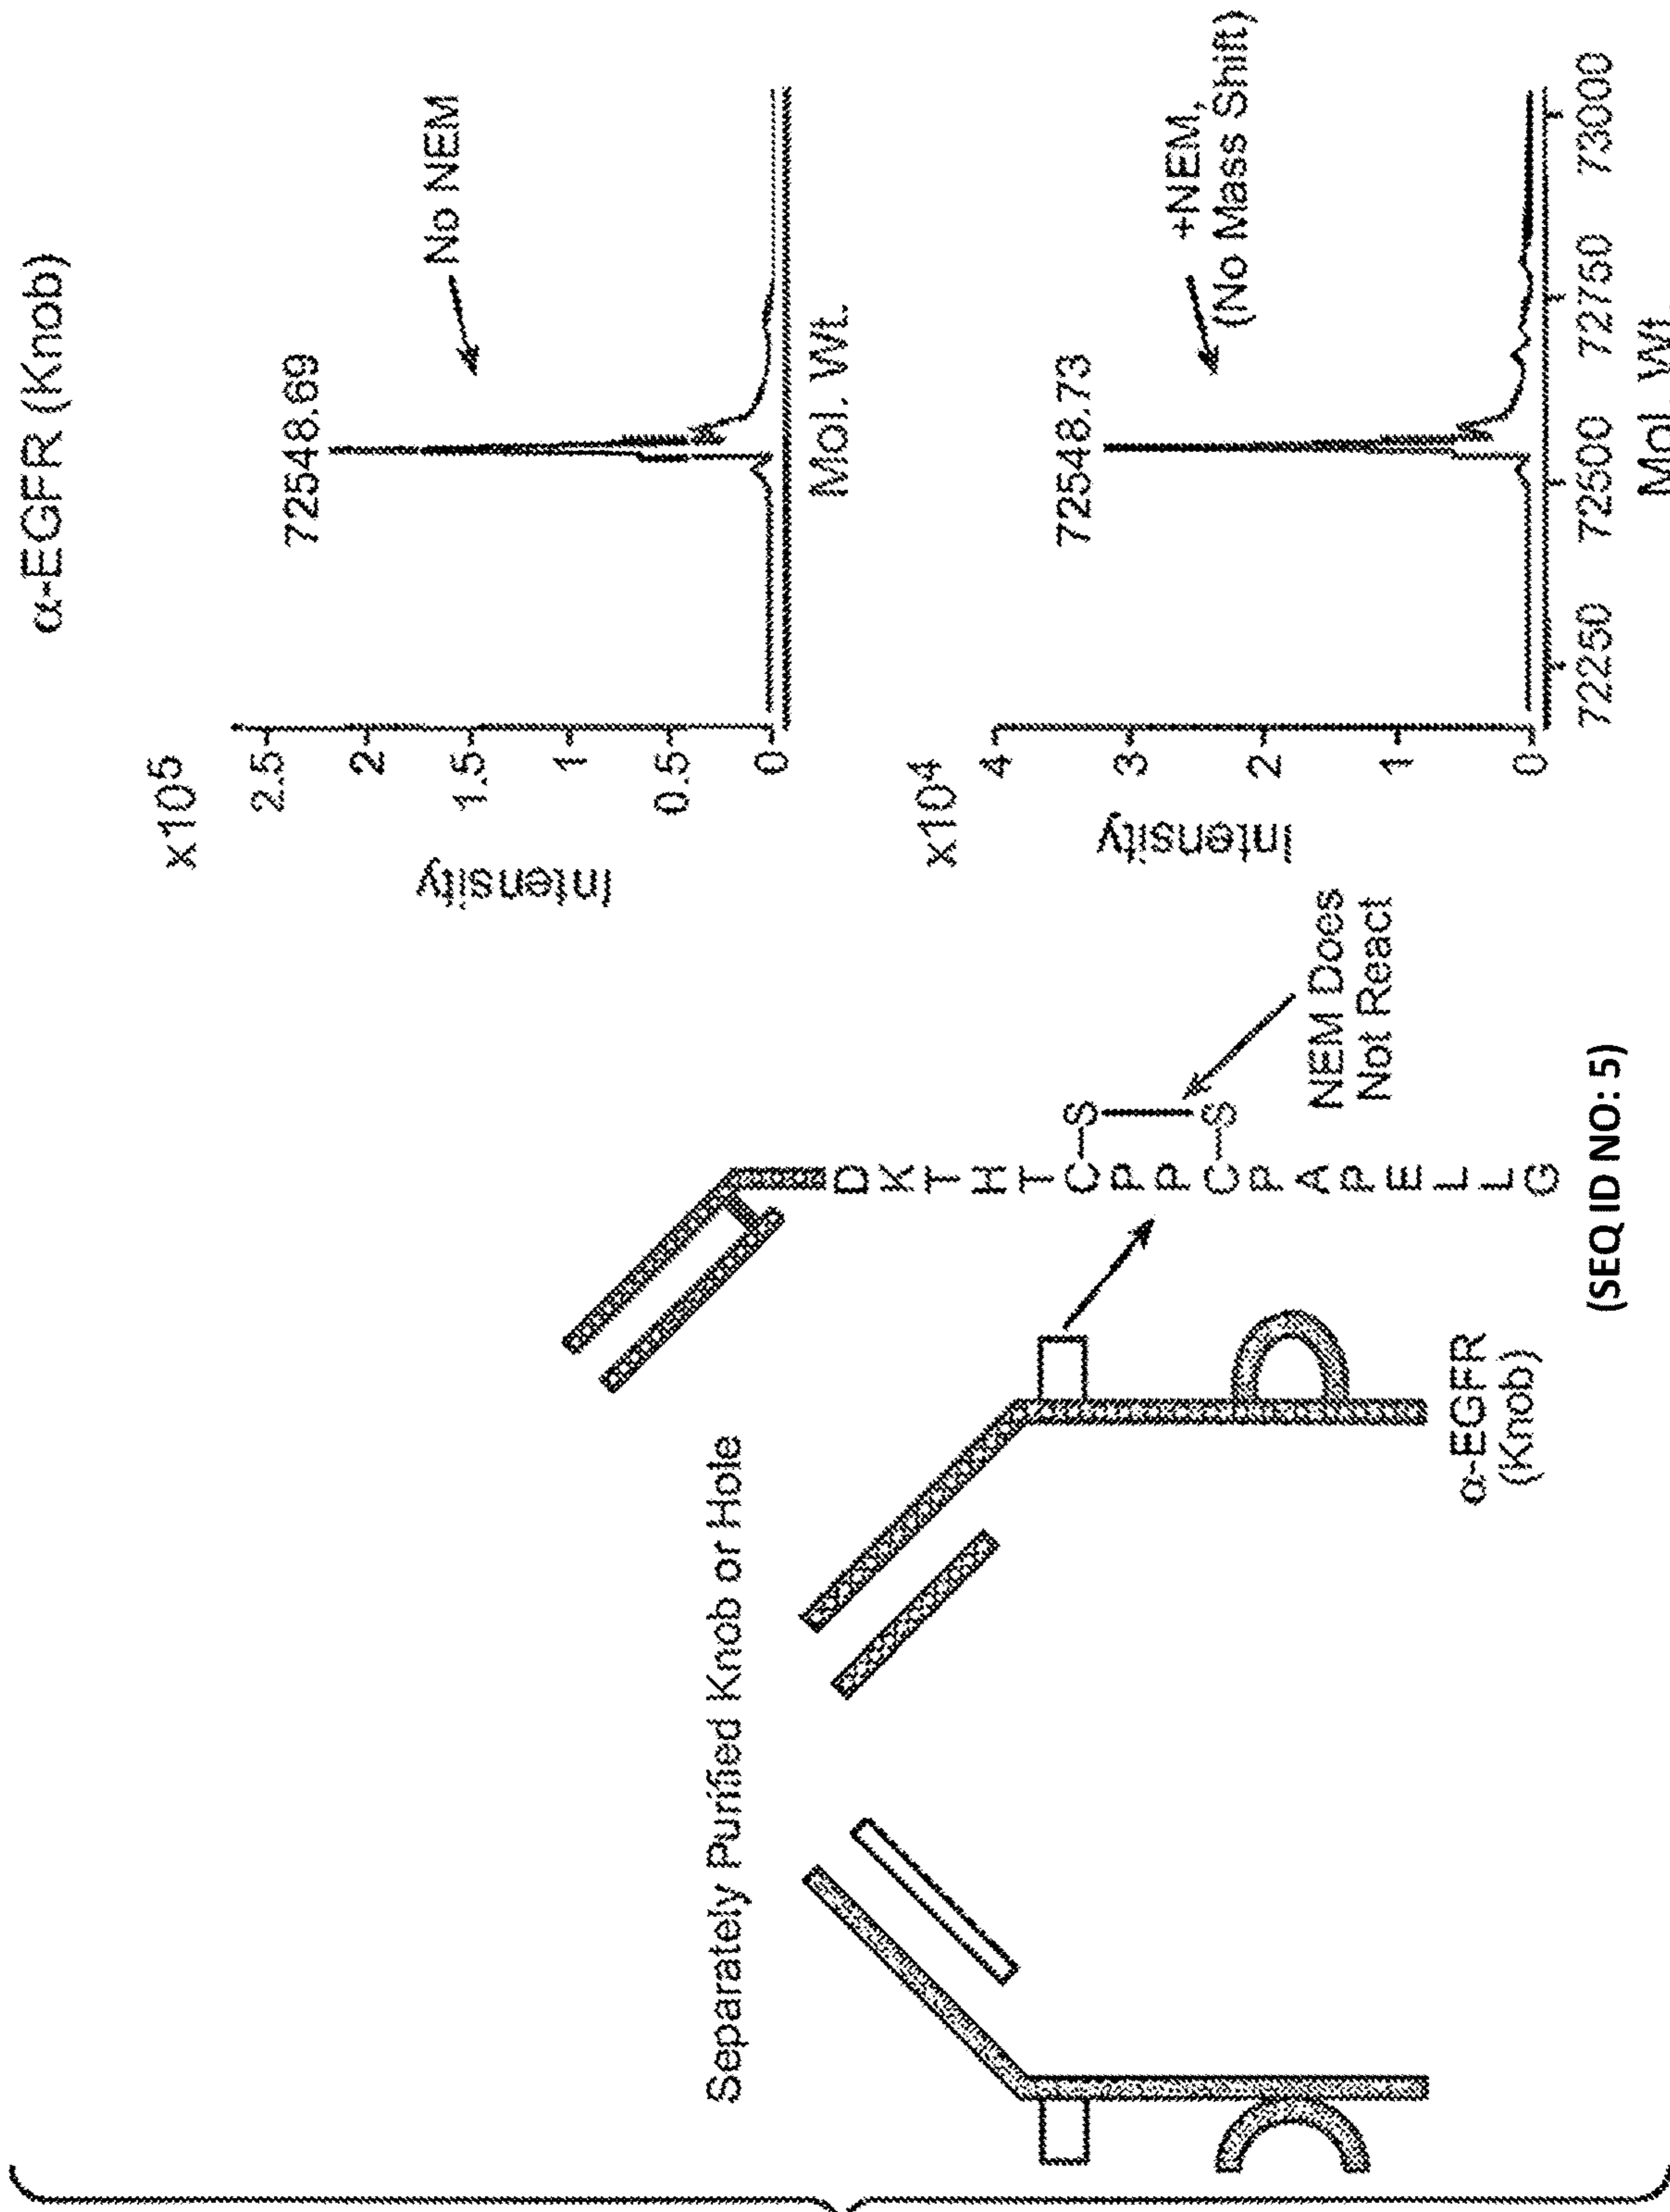 Separately Purified Knob or Hole
α-EGFR
(Knob)
D
K
T
H
T
C-S
P
P
C-S
P
A
P
E
L
L
G
NEM Does
Not React
(SEQ ID NO: 5)
α-EGFR (Knob)
x105
2.5
2
1.5
1
0.5
0
Intensity
72548.69
No NEM
Mol. Wt.
x104
4
3
2
1
0
Intensity
72548.73
+NEM,
(No Mass Shift)
72250 72500 72750 73000
Mol. Wt.